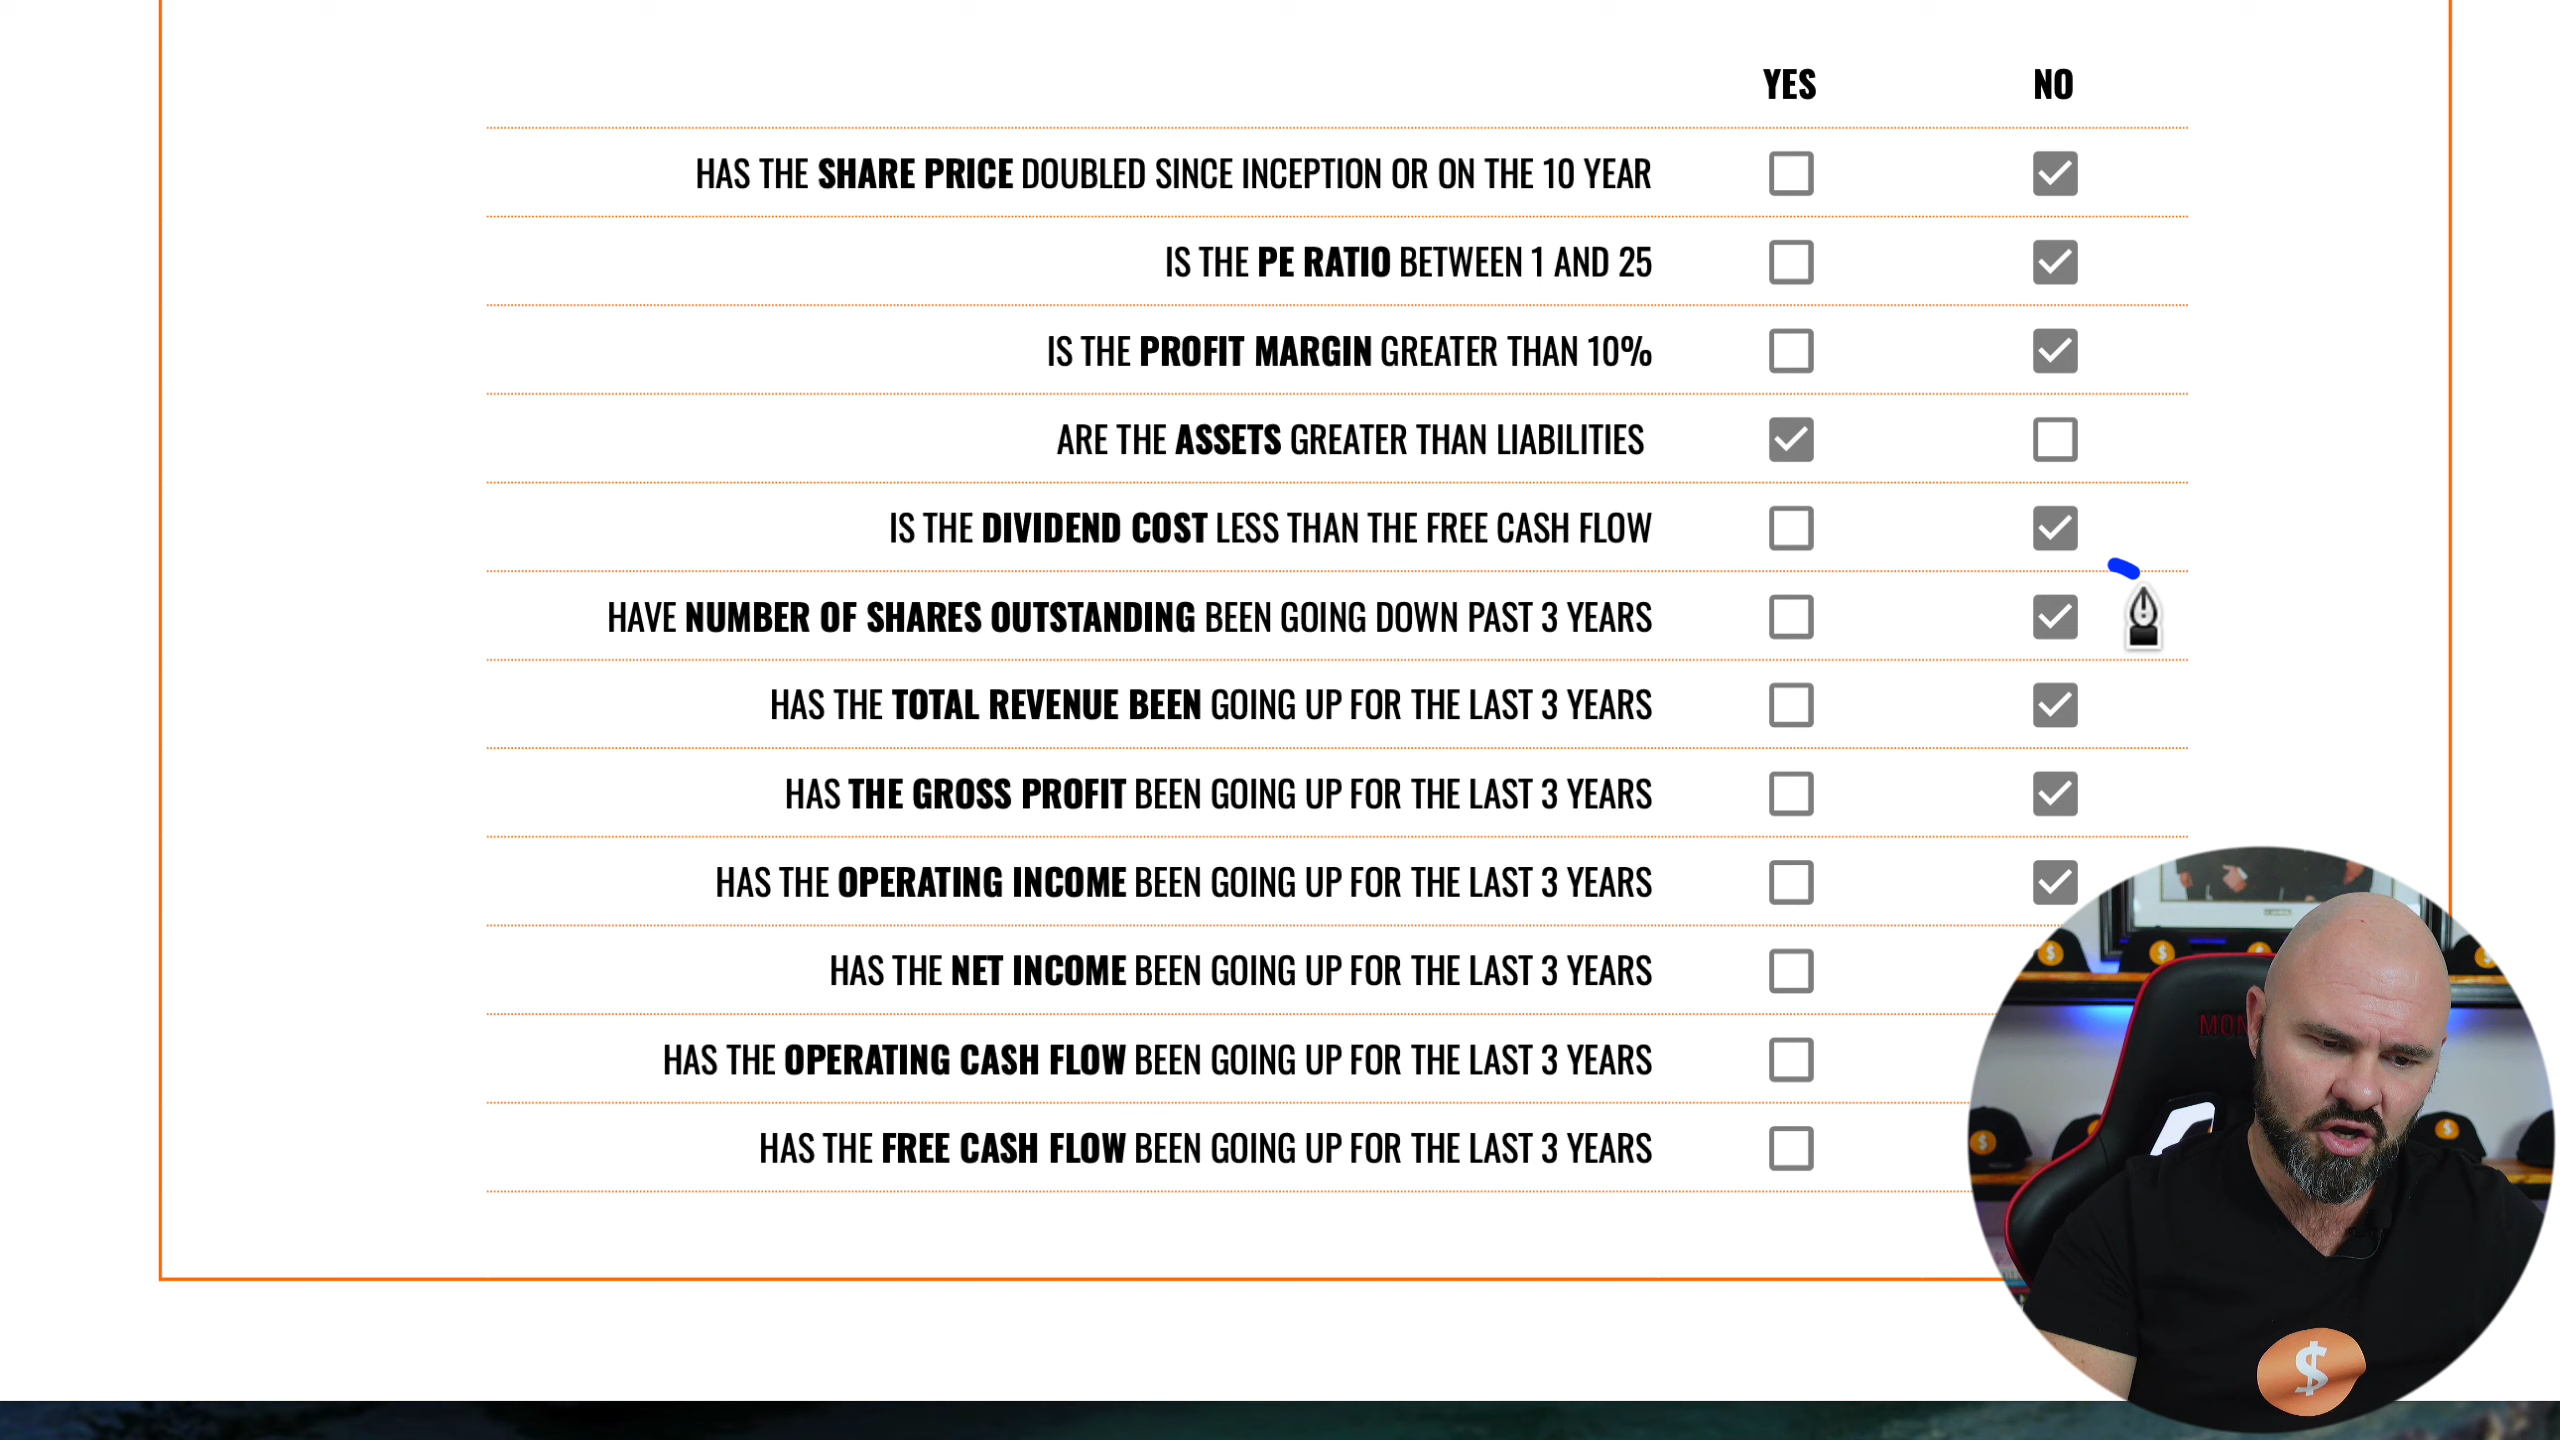 YES NO
HAS THE SHARE PRICE DOUBLED SINCE INCEPTION OR ON THE 10 YEAR
IS THE PE RATIO BETWEEN 1 AND 25
IS THE PROFIT MARGIN GREATER THAN 10%
ARE THE ASSETS GREATER THAN LIABILITIES
IS THE DIVIDEND COST LESS THAN THE FREE CASH FLOW
HAVE NUMBER OF SHARES OUTSTANDING BEEN GOING DOWN PAST 3 YEARS
HAS THE TOTAL REVENUE BEEN GOING UP FOR THE LAST 3 YEARS
HAS THE GROSS PROFIT BEEN GOING UP FOR THE LAST 3 YEARS
HAS THE OPERATING INCOME BEEN GOING UP FOR THE LAST 3 YEARS
HAS THE NET INCOME BEEN GOING UP FOR THE LAST 3 YEARS
HAS THE OPERATING CASH FLOW BEEN GOING UP FOR THE LAST 3 YEARS
HAS THE FREE CASH FLOW BEEN GOING UP FOR THE LAST 3 YEARS
$